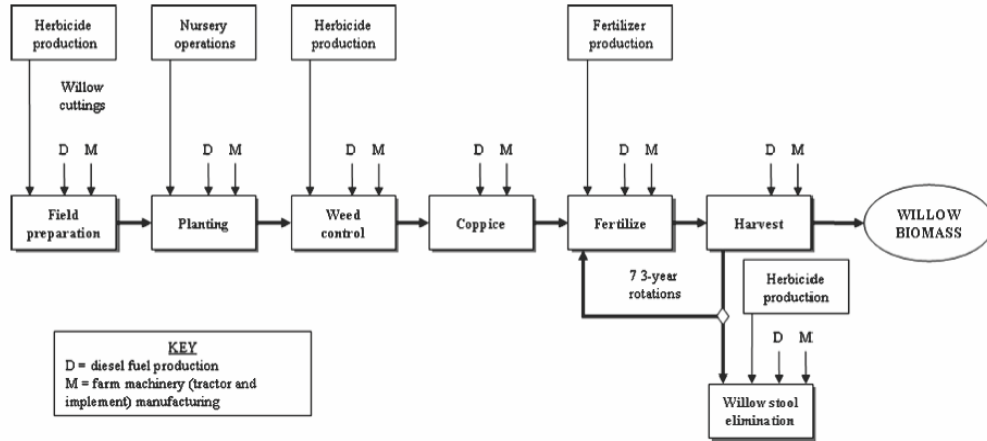 Herbicide
production
Nursery
operations
Herbicide
production
Fertilizer
production
Willow
cuttings
D M
D M
D M
D M
D M
D M
Field
preparation
Planting
Weed
control
Coppice
Fertilize
Harvest
WILLOW
BIOMASS
7 3-year
rotations
Herbicide
production
D M
Willow stool
elimination
KEY
D = diesel fuel production
M = farm machinery (tractor and
implement) manufacturing